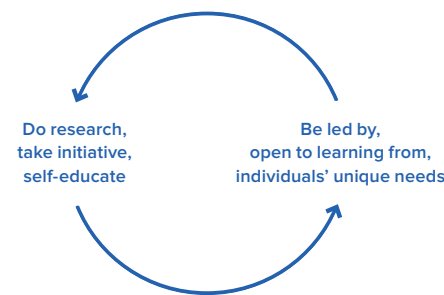 Do research,
take initiative,
self-educate
Be led by,
open to learning from,
individuals’ unique needs